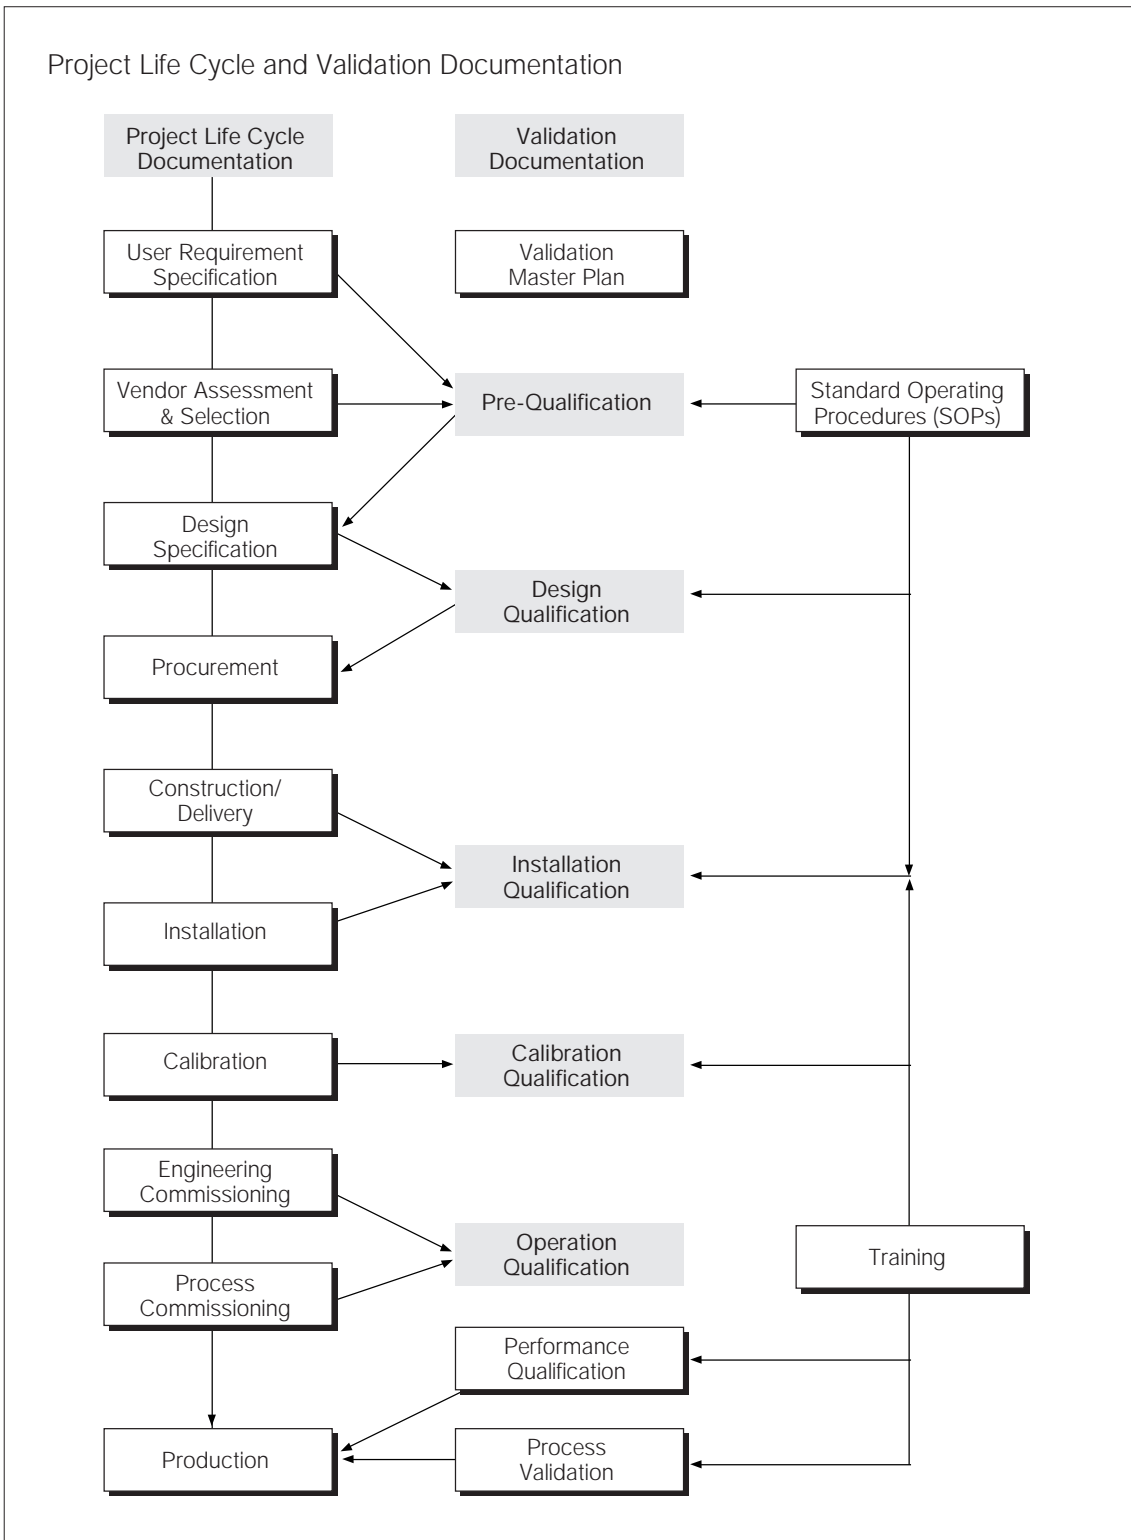 Project Life Cycle and Validation Documentation
Project Life Cycle
Documentation
Validation
Documentation
User Requirement
Specification
Validation
Master Plan
Vendor Assessment
& Selection
Pre-Qualification
Standard Operating
Procedures (SOPs)
Design
Specification
Design
Qualification
Procurement
Construction/
Delivery
Installation
Qualification
Installation
Calibration
Calibration
Qualification
Engineering
Commissioning
Operation
Qualification
Training
Process
Commissioning
Performance
Qualification
Production
Process
Validation